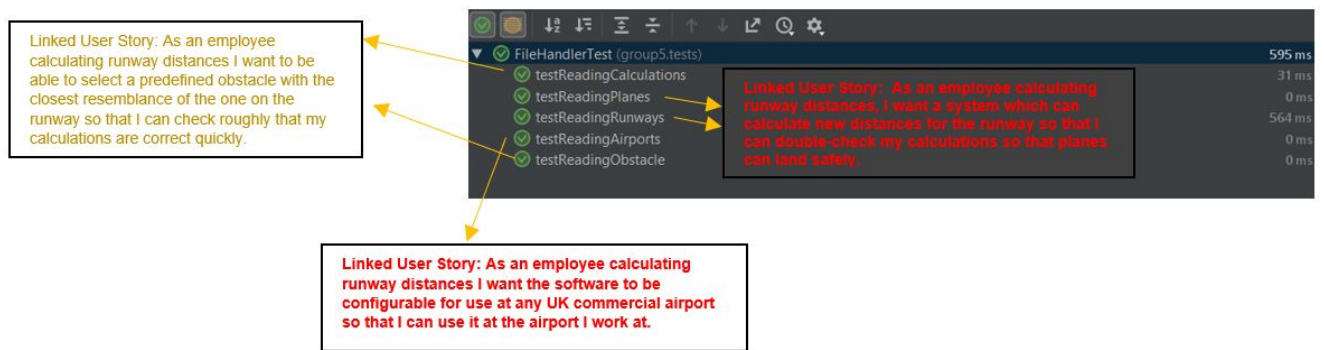 Linked User Story: As an employee
calculating runway distances I want to be
able to select a predefined obstacle with the
closest resemblance of the one on the
runway so that I can check roughly that my
calculations are correct quickly.
FileHandlerTest (group5.tests) 595 ms
testReadingCalculations 31 ms
testReadingPlanes 0 ms
testReadingRunways 564 ms
testReadingAirports 0 ms
testReadingObstacle 0 ms
Linked User Story: As an employee calculating
runway distances, I want a system which can
calculate new distances for the runway so that I
can double-check my calculations so that planes
can land safely.
Linked User Story: As an employee calculating
runway distances I want the software to be
configurable for use at any UK commercial airport
so that I can use it at the airport I work at.